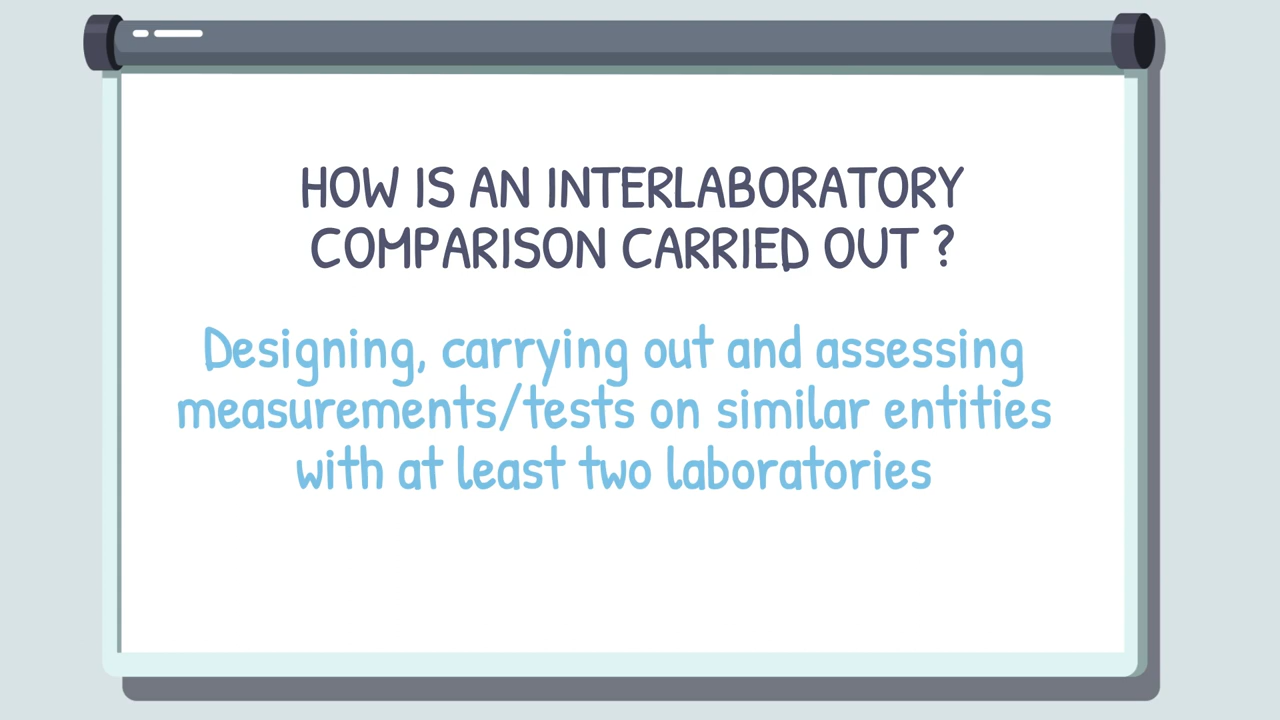 HOW IS AN INTERLABORATORY
COMPARISON CARRIED OUT ?
Designing, carrying out and assessing
measurements/tests on similar entities
with at least two laboratories